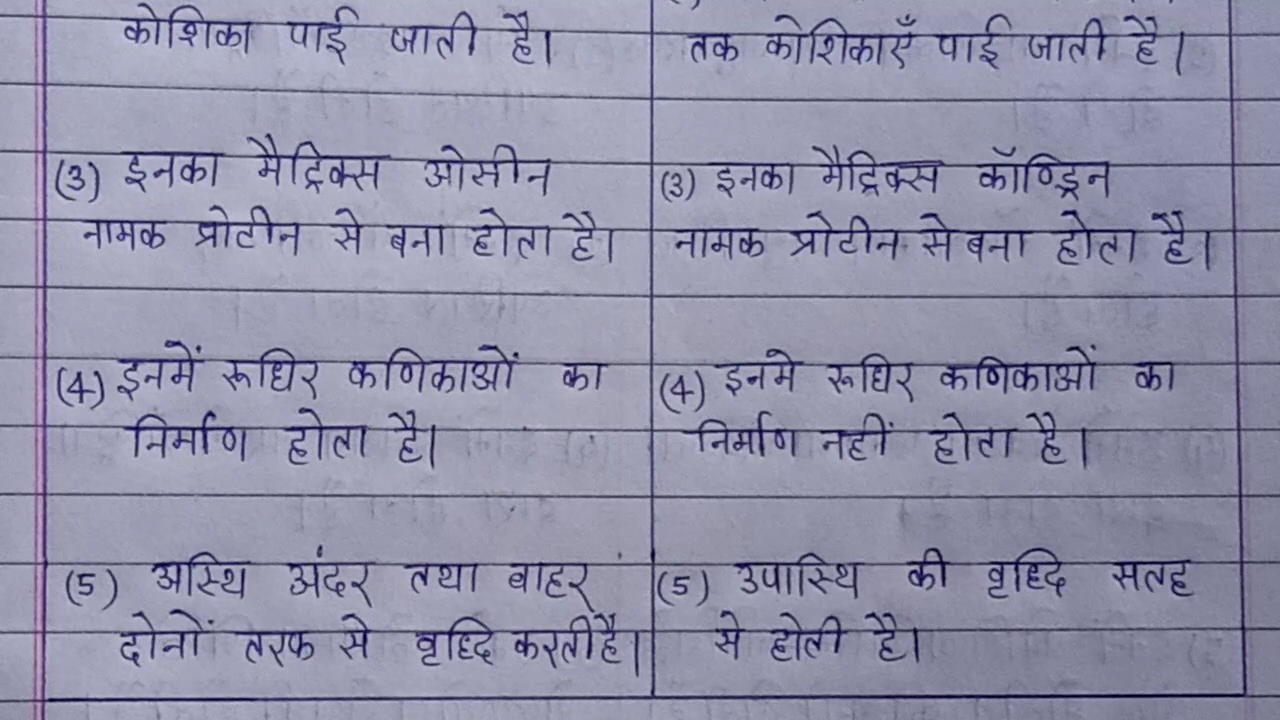 कोशिका पाई जाती है।
(3) इनका मैट्रिक्स ओसीन
नामक प्रोटीन से बना होता है।
(4) इनमें रूधिर कणिकाओं का
निर्माण होता है।
(5) अस्थि अंदर तथा बाहर
दोनों तरफ से वृध्दि करती है।
तक कोशिकाएँ पाई जाती है।
(3) इनका मैट्रिक्स कॉण्ड्रिन
नामक प्रोटीन से बना होता है।
(4) इनमे रूधिर कणिकाओं का
निर्माण नहीं होता है।
(5) उपास्थि की वृध्दि सतह
से होती है।